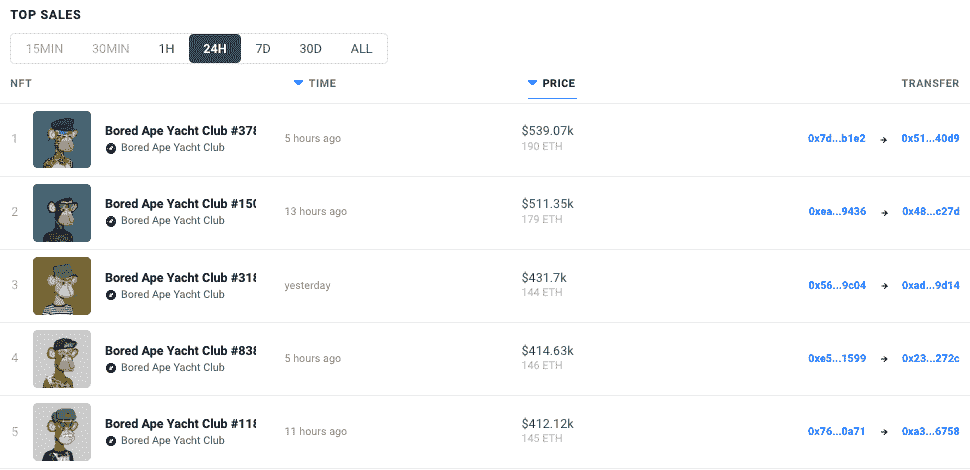 TOP SALES
15MIN 30MIN 1H 24H 7D 30D ALL
NFT TIME PRICE TRANSFER
1 Bored Ape Yacht Club #378 5 hours ago $539.07k 0x7d...b1e2 → 0x51...40d9
Bored Ape Yacht Club 190 ETH
2 Bored Ape Yacht Club #150 13 hours ago $511.35k 0xea...9436 → 0x48...c27d
Bored Ape Yacht Club 179 ETH
3 Bored Ape Yacht Club #318 yesterday $431.7k 0x56...9c04 → 0xad...9d14
Bored Ape Yacht Club 144 ETH
4 Bored Ape Yacht Club #838 5 hours ago $414.63k 0xe5...1599 → 0x23...272c
Bored Ape Yacht Club 146 ETH
5 Bored Ape Yacht Club #118 11 hours ago $412.12k 0x76...0a71 → 0xa3...6758
Bored Ape Yacht Club 145 ETH